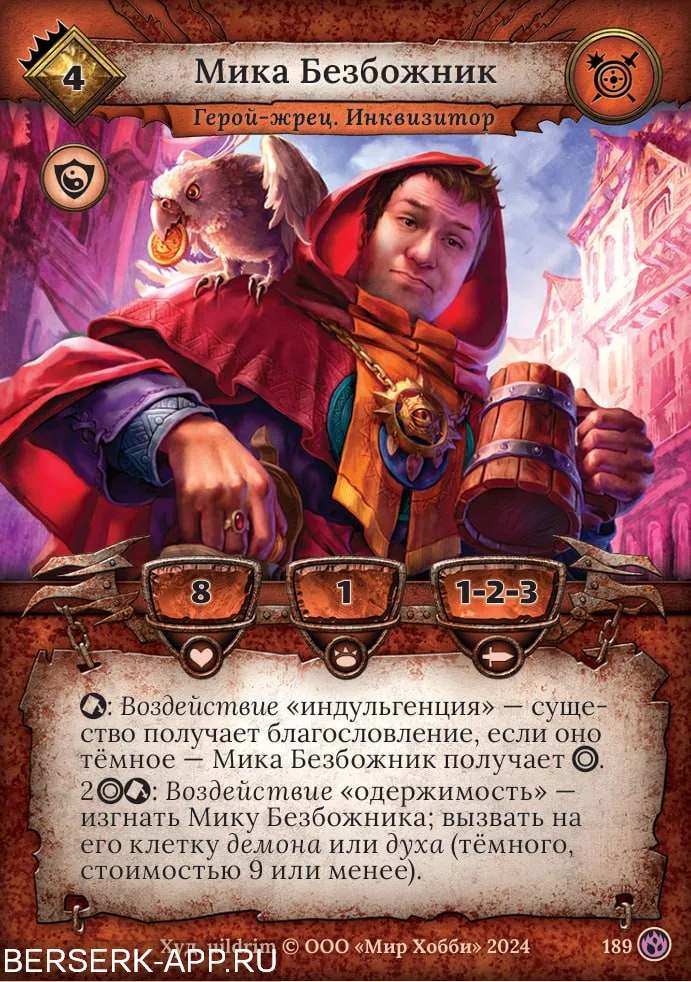 4
Мика Безбожник
Герой-жрец. Инквизитор
8
1
1-2-3
: Воздействие «индульгенция» — суще-
ство получает благословление, если оно
тёмное — Мика Безбожник получает .
2: Воздействие «одержимость» —
изгнать Мику Безбожника; вызвать на
его клетку демона или духа (тёмного,
стоимостью 9 или менее).
Худ. nildrim © ООО «Мир Хобби» 2024
189
BERSERK-APP.RU